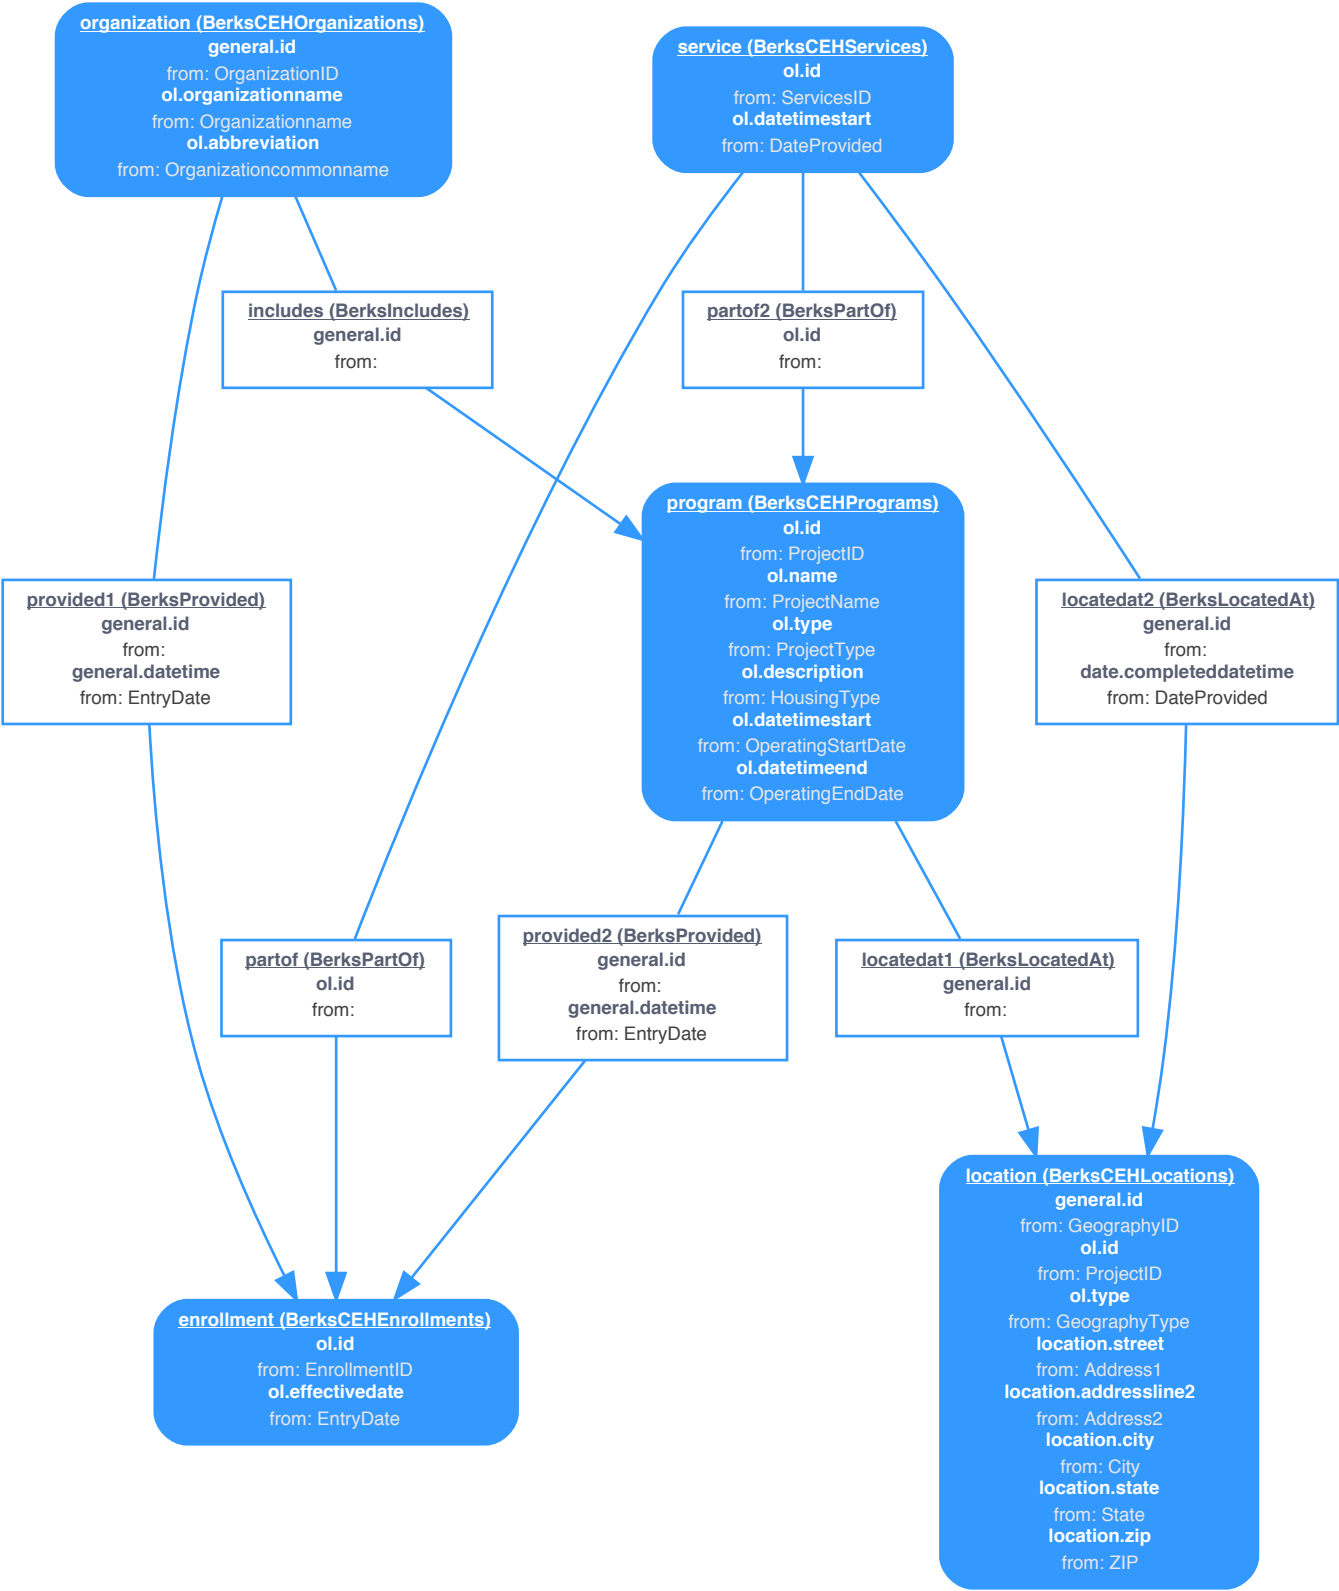 organization (BerksCEHOrganizations)
general.id
from: OrganizationID
ol.organizationname
from: Organizationname
ol.abbreviation
from: Organizationcommonname
service (BerksCEHServices)
ol.id
from: ServicesID
ol.datetimestart
from: DateProvided
includes (BerksIncludes)
general.id
from:
partof2 (BerksPartOf)
ol.id
from:
program (BerksCEHPrograms)
ol.id
from: ProjectID
ol.name
from: ProjectName
ol.type
from: ProjectType
ol.description
from: HousingType
ol.datetimestart
from: OperatingStartDate
ol.datetimeend
from: OperatingEndDate
provided1 (BerksProvided)
general.id
from:
general.datetime
from: EntryDate
locatedat2 (BerksLocatedAt)
general.id
from:
date.completeddatetime
from: DateProvided
partof (BerksPartOf)
ol.id
from:
provided2 (BerksProvided)
general.id
from:
general.datetime
from: EntryDate
locatedat1 (BerksLocatedAt)
general.id
from:
enrollment (BerksCEHEnrollments)
ol.id
from: EnrollmentID
ol.effectivedate
from: EntryDate
location (BerksCEHLocations)
general.id
from: GeographyID
ol.id
from: ProjectID
ol.type
from: GeographyType
location.street
from: Address1
location.addressline2
from: Address2
location.city
from: City
location.state
from: State
location.zip
from: ZIP